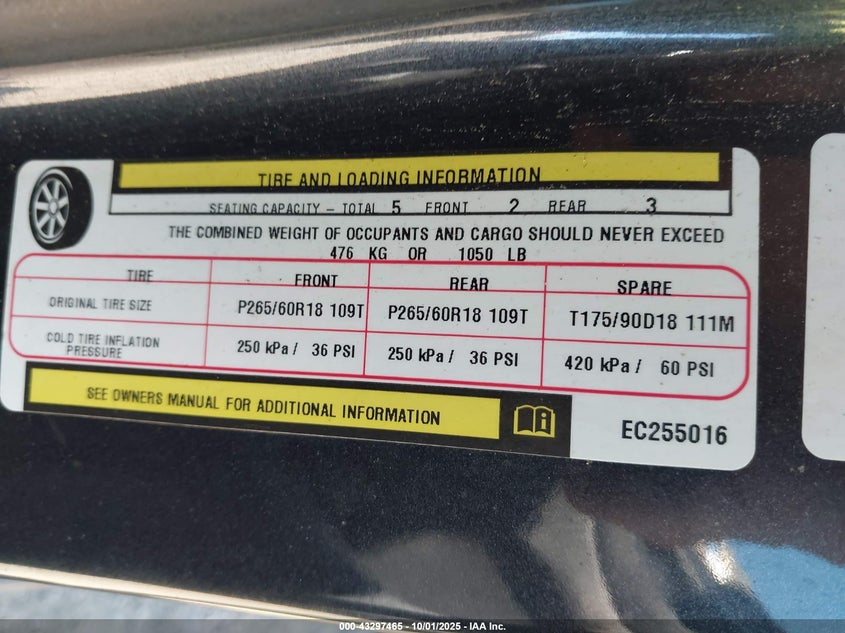 TIRE AND LOADING INFORMATION
SEATING CAPACITY – TOTAL 5 FRONT 2 REAR 3
THE COMBINED WEIGHT OF OCCUPANTS AND CARGO SHOULD NEVER EXCEED
476 KG OR 1050 LB
TIRE FRONT REAR SPARE
ORIGINAL TIRE SIZE P265/60R18 109T P265/60R18 109T T175/90D18 111M
COLD TIRE INFLATION PRESSURE 250 kPa / 36 PSI 250 kPa / 36 PSI 420 kPa / 60 PSI
SEE OWNERS MANUAL FOR ADDITIONAL INFORMATION
EC255016
000-43297465 - 10/01/2025 - IAA Inc.